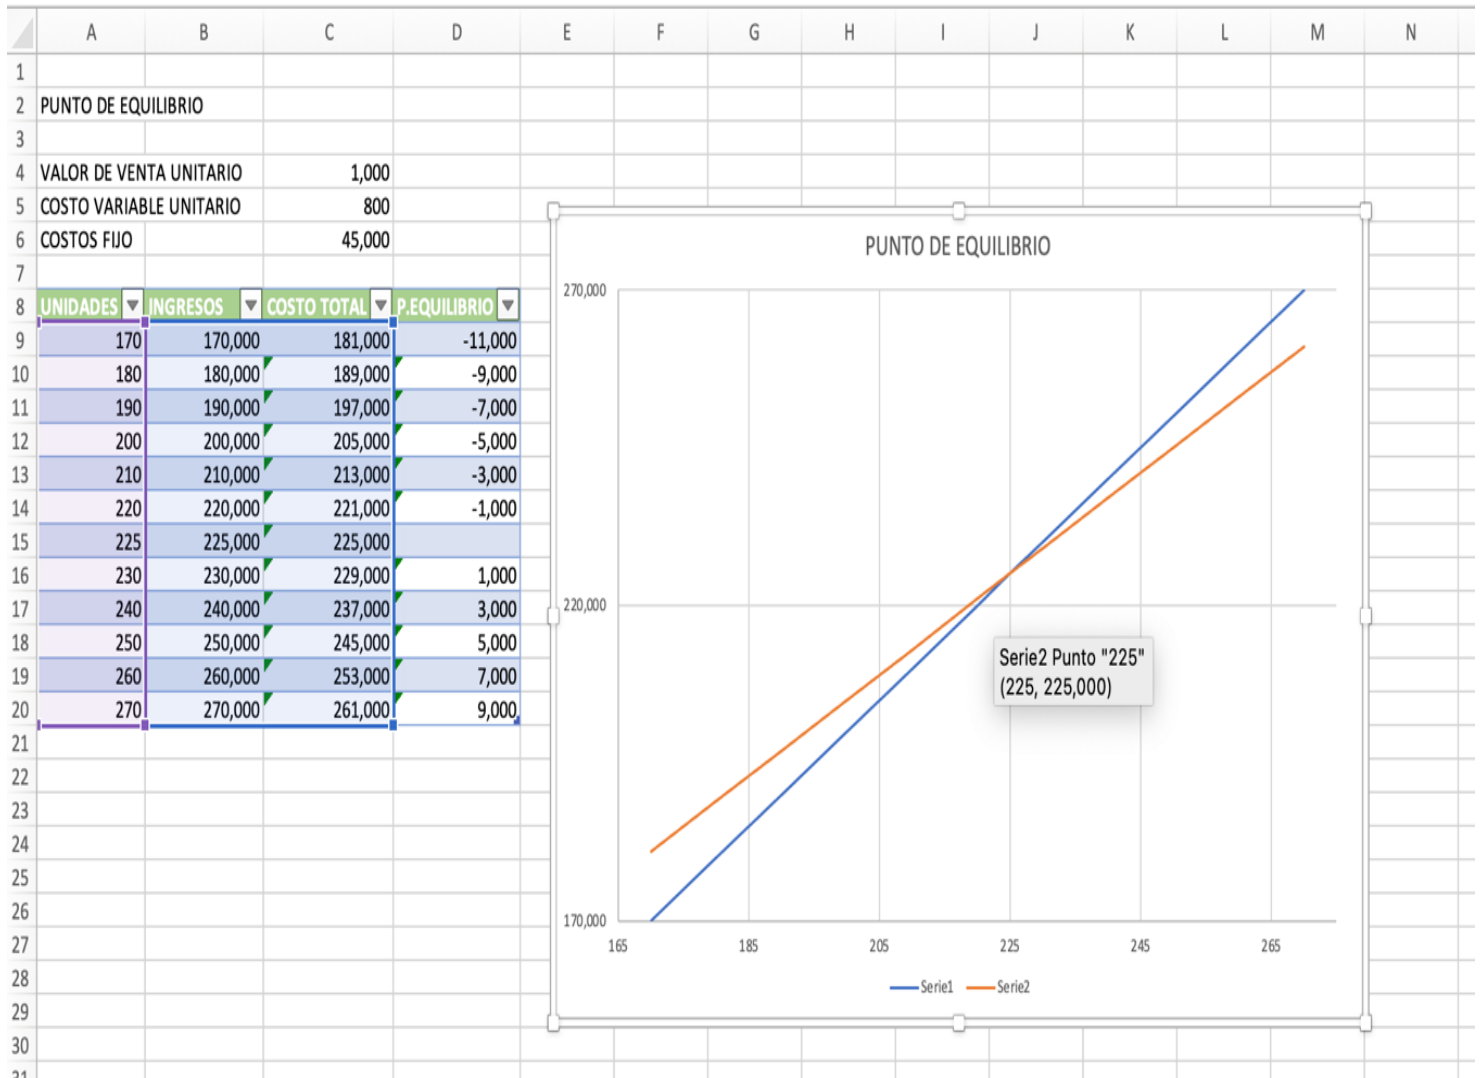 A B C D E F G H I J K L M N
1
2 PUNTO DE EQUILIBRIO
3
4 VALOR DE VENTA UNITARIO 1,000
5 COSTO VARIABLE UNITARIO 800
6 COSTOS FIJO 45,000
7
8 UNIDADES INGRESOS COSTO TOTAL P.EQUILIBRIO
9 170 170,000 181,000 -11,000
10 180 180,000 189,000 -9,000
11 190 190,000 197,000 -7,000
12 200 200,000 205,000 -5,000
13 210 210,000 213,000 -3,000
14 220 220,000 221,000 -1,000
15 225 225,000 225,000
16 230 230,000 229,000 1,000
17 240 240,000 237,000 3,000
18 250 250,000 245,000 5,000
19 260 260,000 253,000 7,000
20 270 270,000 261,000 9,000
21
22
23
24
25
26
27
28
29
30
31
PUNTO DE EQUILIBRIO
270,000
220,000
Serie2 Punto "225"
(225, 225,000)
170,000
165 185 205 225 245 265
Serie1 Serie2